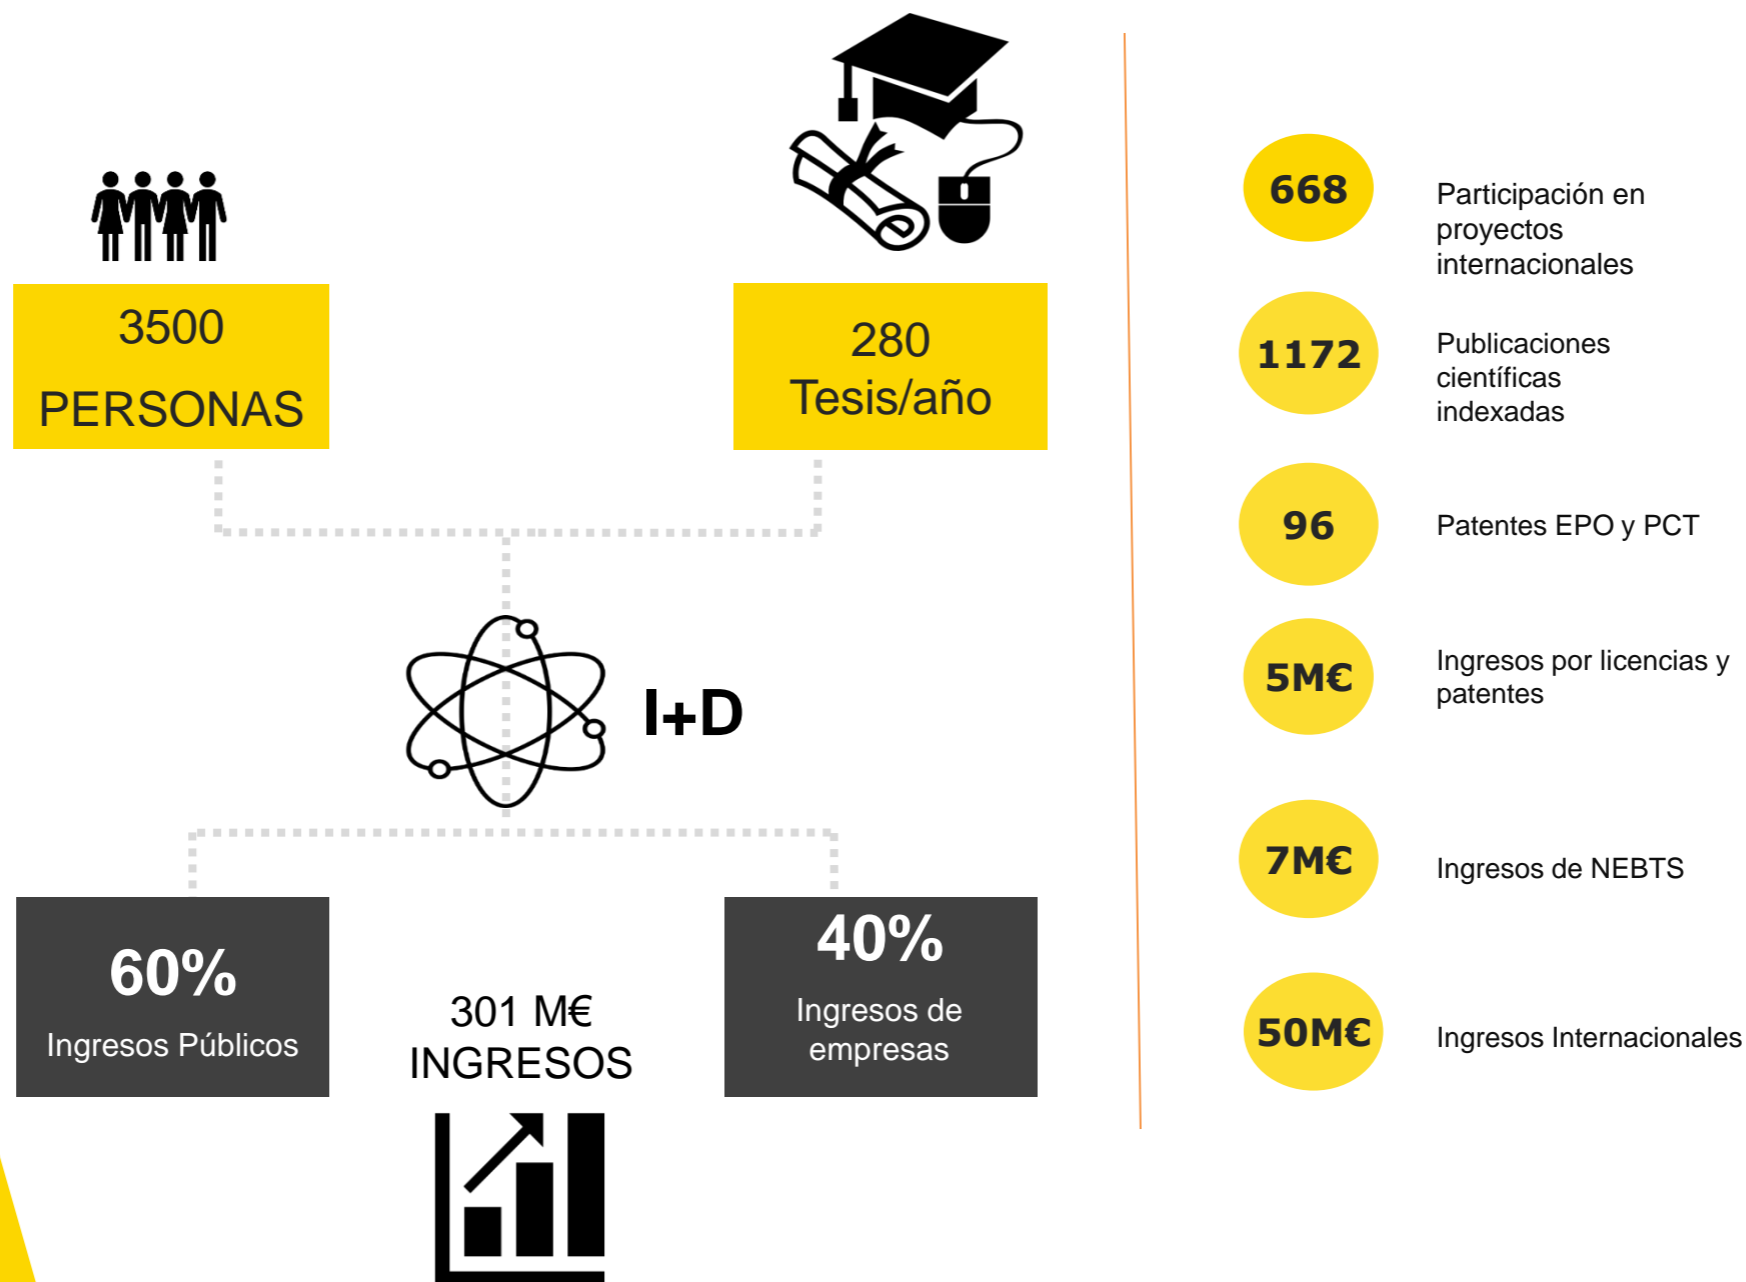 3500
PERSONAS
280
Tesis/año
I+D
60%
Ingresos Públicos
301 M€
INGRESOS
40%
Ingresos de
empresas
668
Participación en
proyectos
internacionales
1172
Publicaciones
científicas
indexadas
96
Patentes EPO y PCT
5M€
Ingresos por licencias y
patentes
7M€
Ingresos de NEBTS
50M€
Ingresos Internacionales